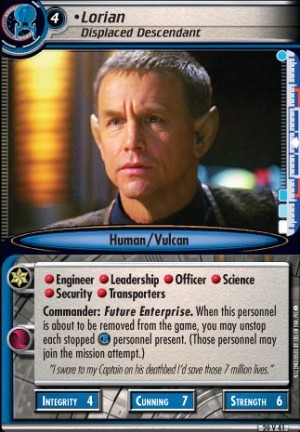 4
•Lorian
Displaced Descendant
Human/Vulcan
Engineer Leadership Officer Science
Security Transporters
Commander: Future Enterprise. When this personnel
is about to be removed from the game, you may unstop
each stopped personnel present. (Those personnel may
join the mission attempt.)
"I swore to my Captain on his deathbed I'd save those 7 million lives."
INTEGRITY 4 CUNNING 7 STRENGTH 6
20 V 41